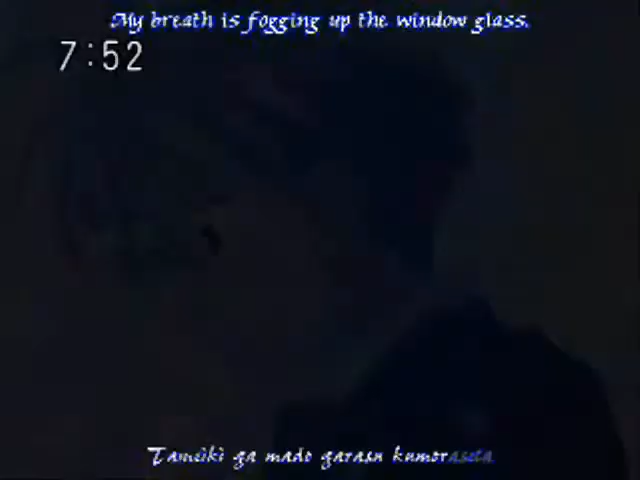 My breath is fogging up the window glass.
7:52
Tameiki ga mado garasu kumoraseta